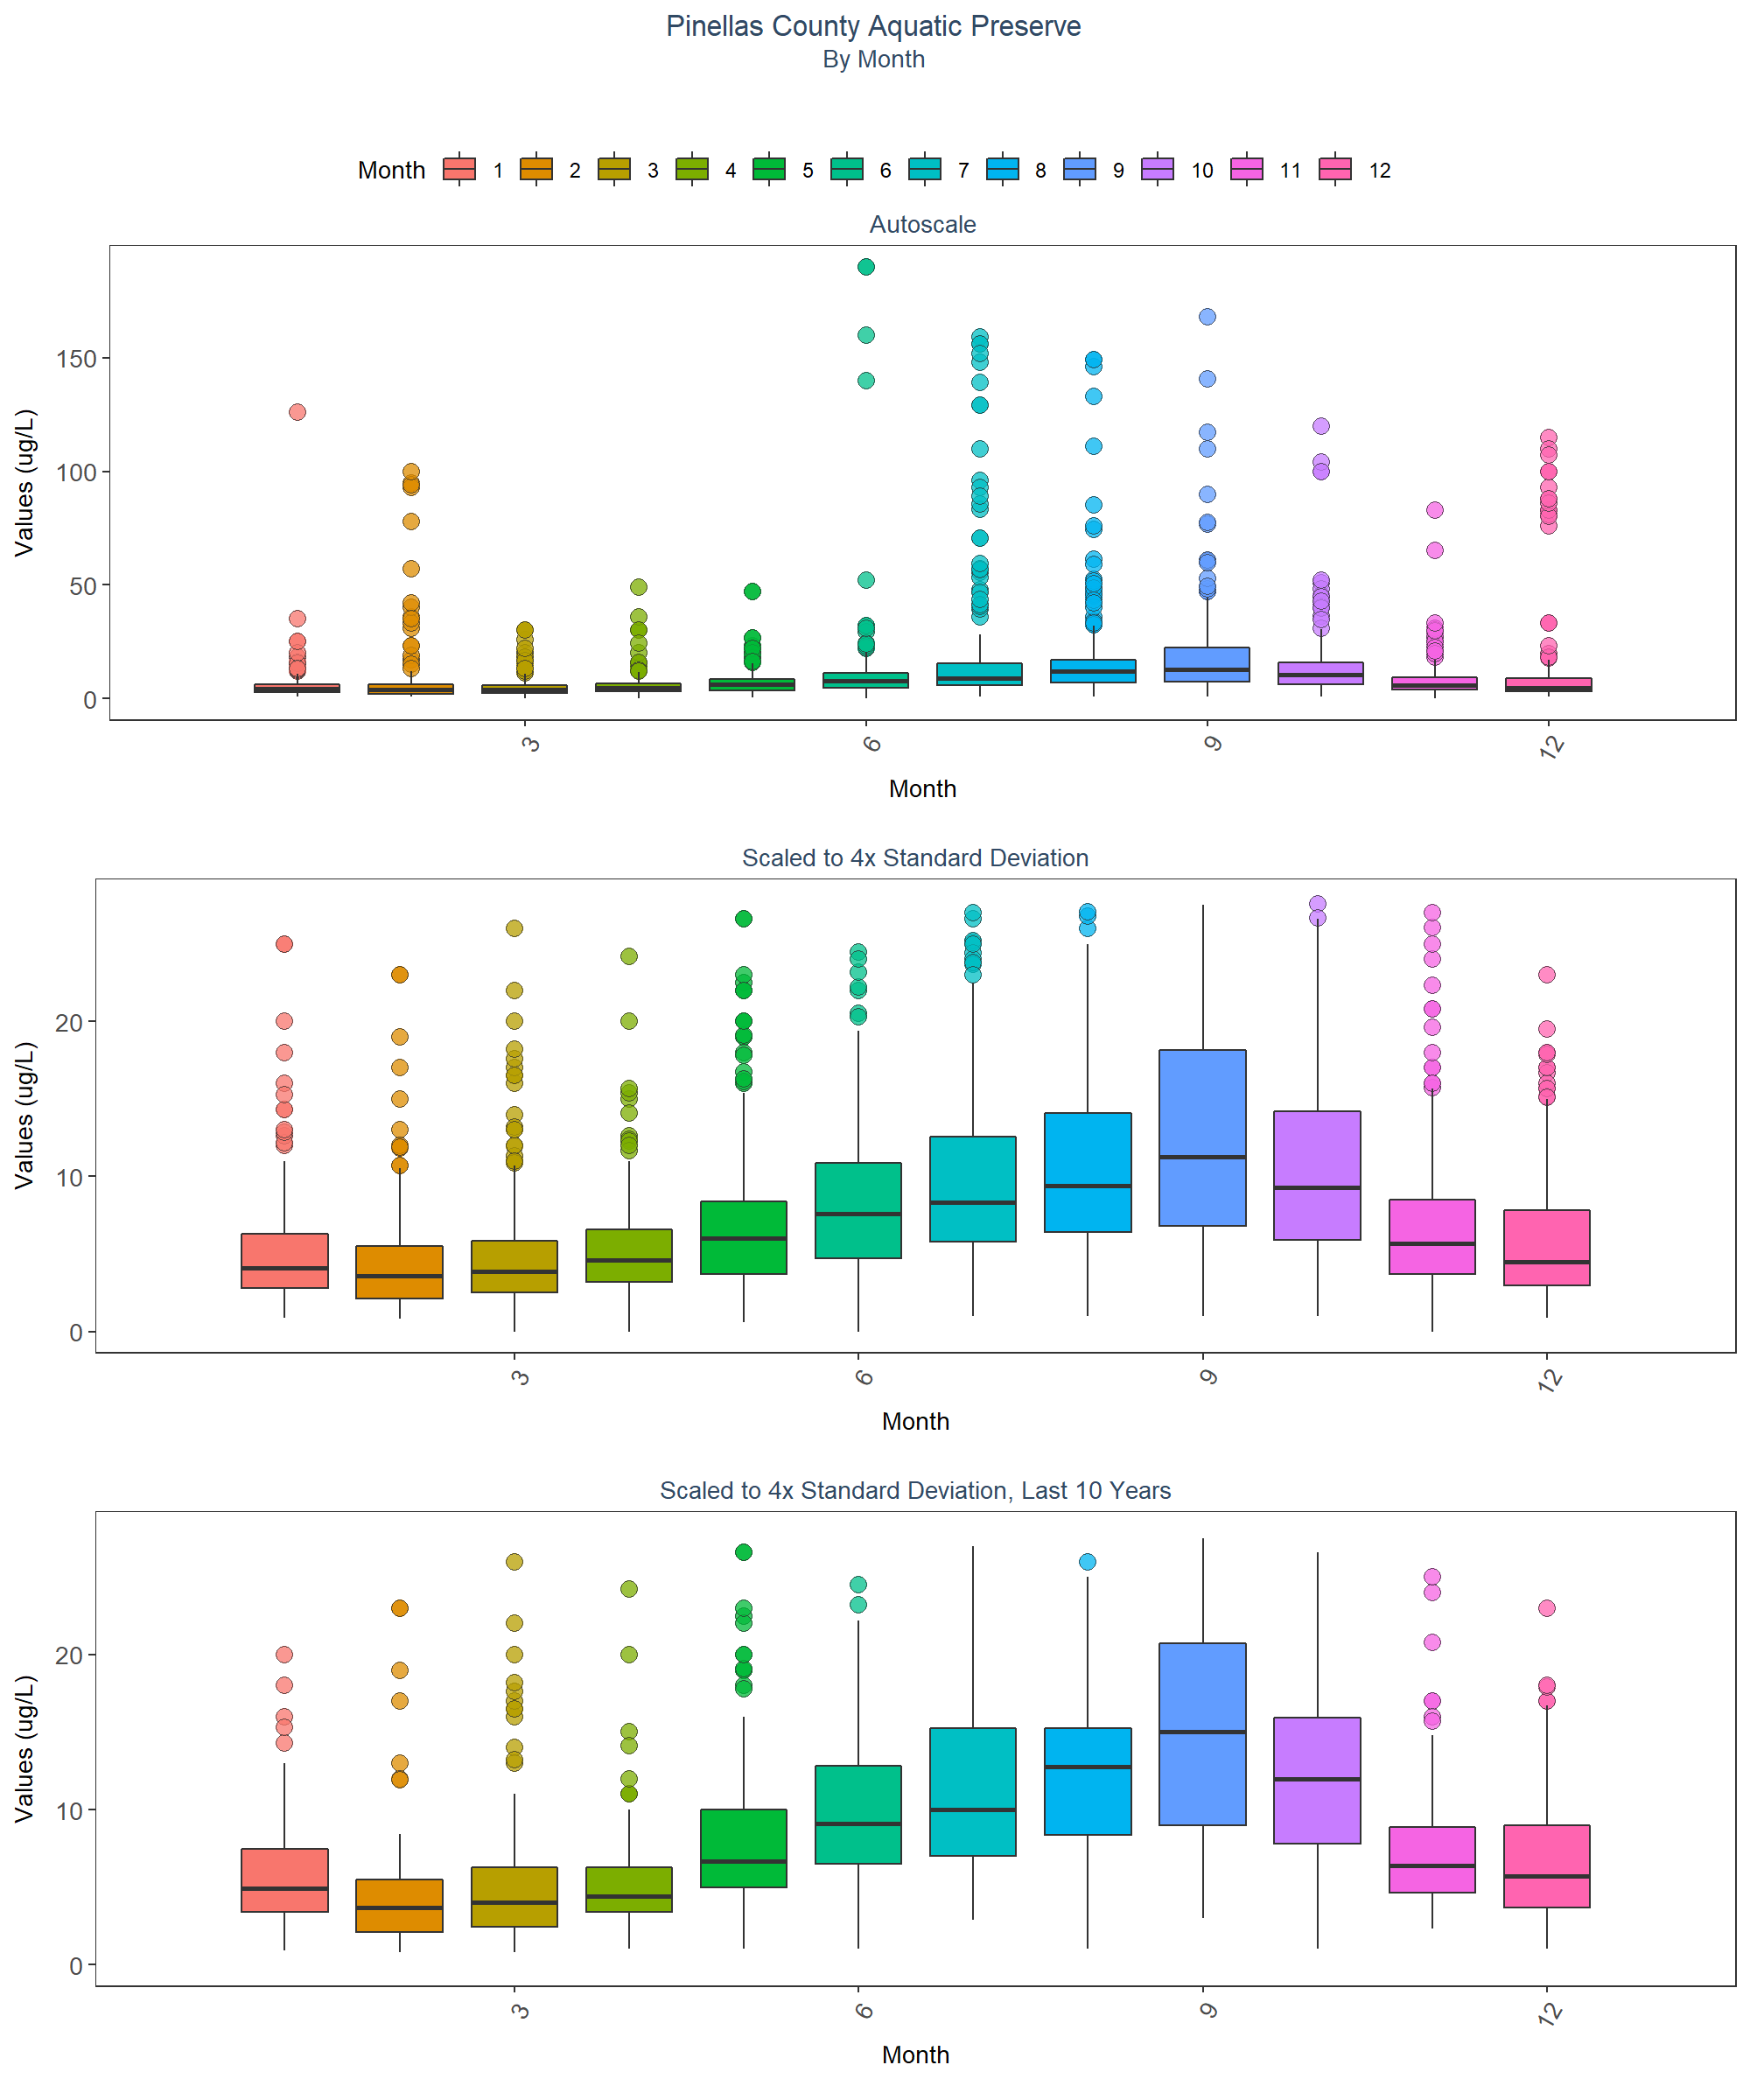 Pinellas County Aquatic Preserve
By Month
Month 1 2 3 4 5 6 7 8 9 10 11 12
Autoscale
Values (ug/L)
150
100
50
0
3 6 9 12
Month
Scaled to 4x Standard Deviation
Values (ug/L)
20
10
0
3 6 9 12
Month
Scaled to 4x Standard Deviation, Last 10 Years
Values (ug/L)
20
10
0
3 6 9 12
Month